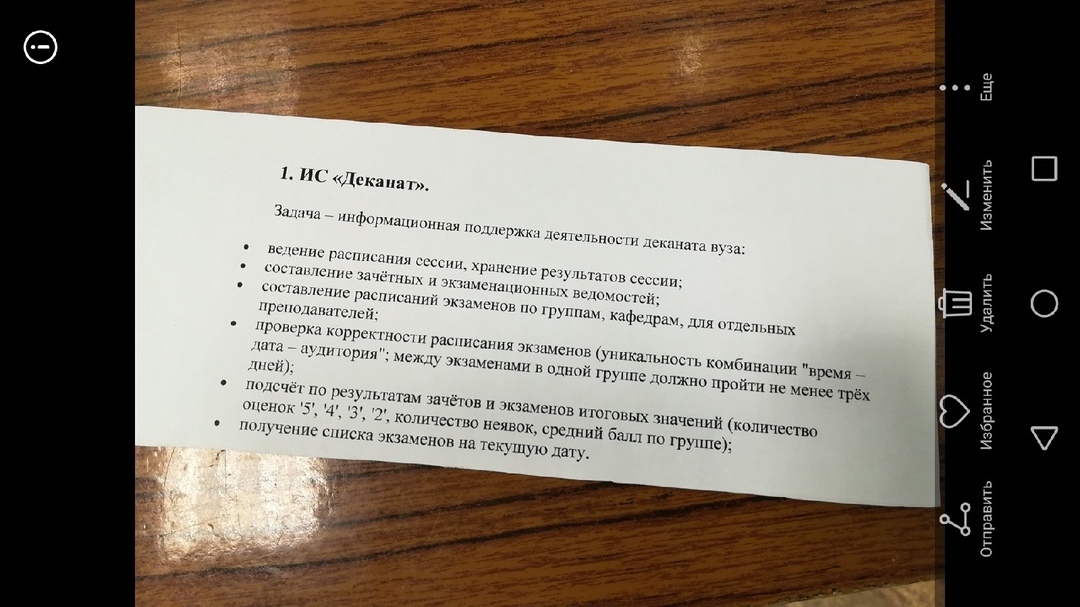 1. ИС «Деканат».
Задача – информационная поддержка деятельности деканата вуза:
• ведение расписания сессии, хранение результатов сессии;
• составление зачётных и экзаменационных ведомостей;
• составление расписаний экзаменов по группам, кафедрам, для отдельных
преподавателей;
• проверка корректности расписания экзаменов (уникальность комбинации "время –
дата – аудитория"; между экзаменами в одной группе должно пройти не менее трёх
дней);
• подсчёт по результатам зачётов и экзаменов итоговых значений (количество
оценок '5', '4', '3', '2', количество неявок, средний балл по группе);
• получение списка экзаменов на текущую дату.
Еще
Изменить
Удалить
Избранное
Отправить